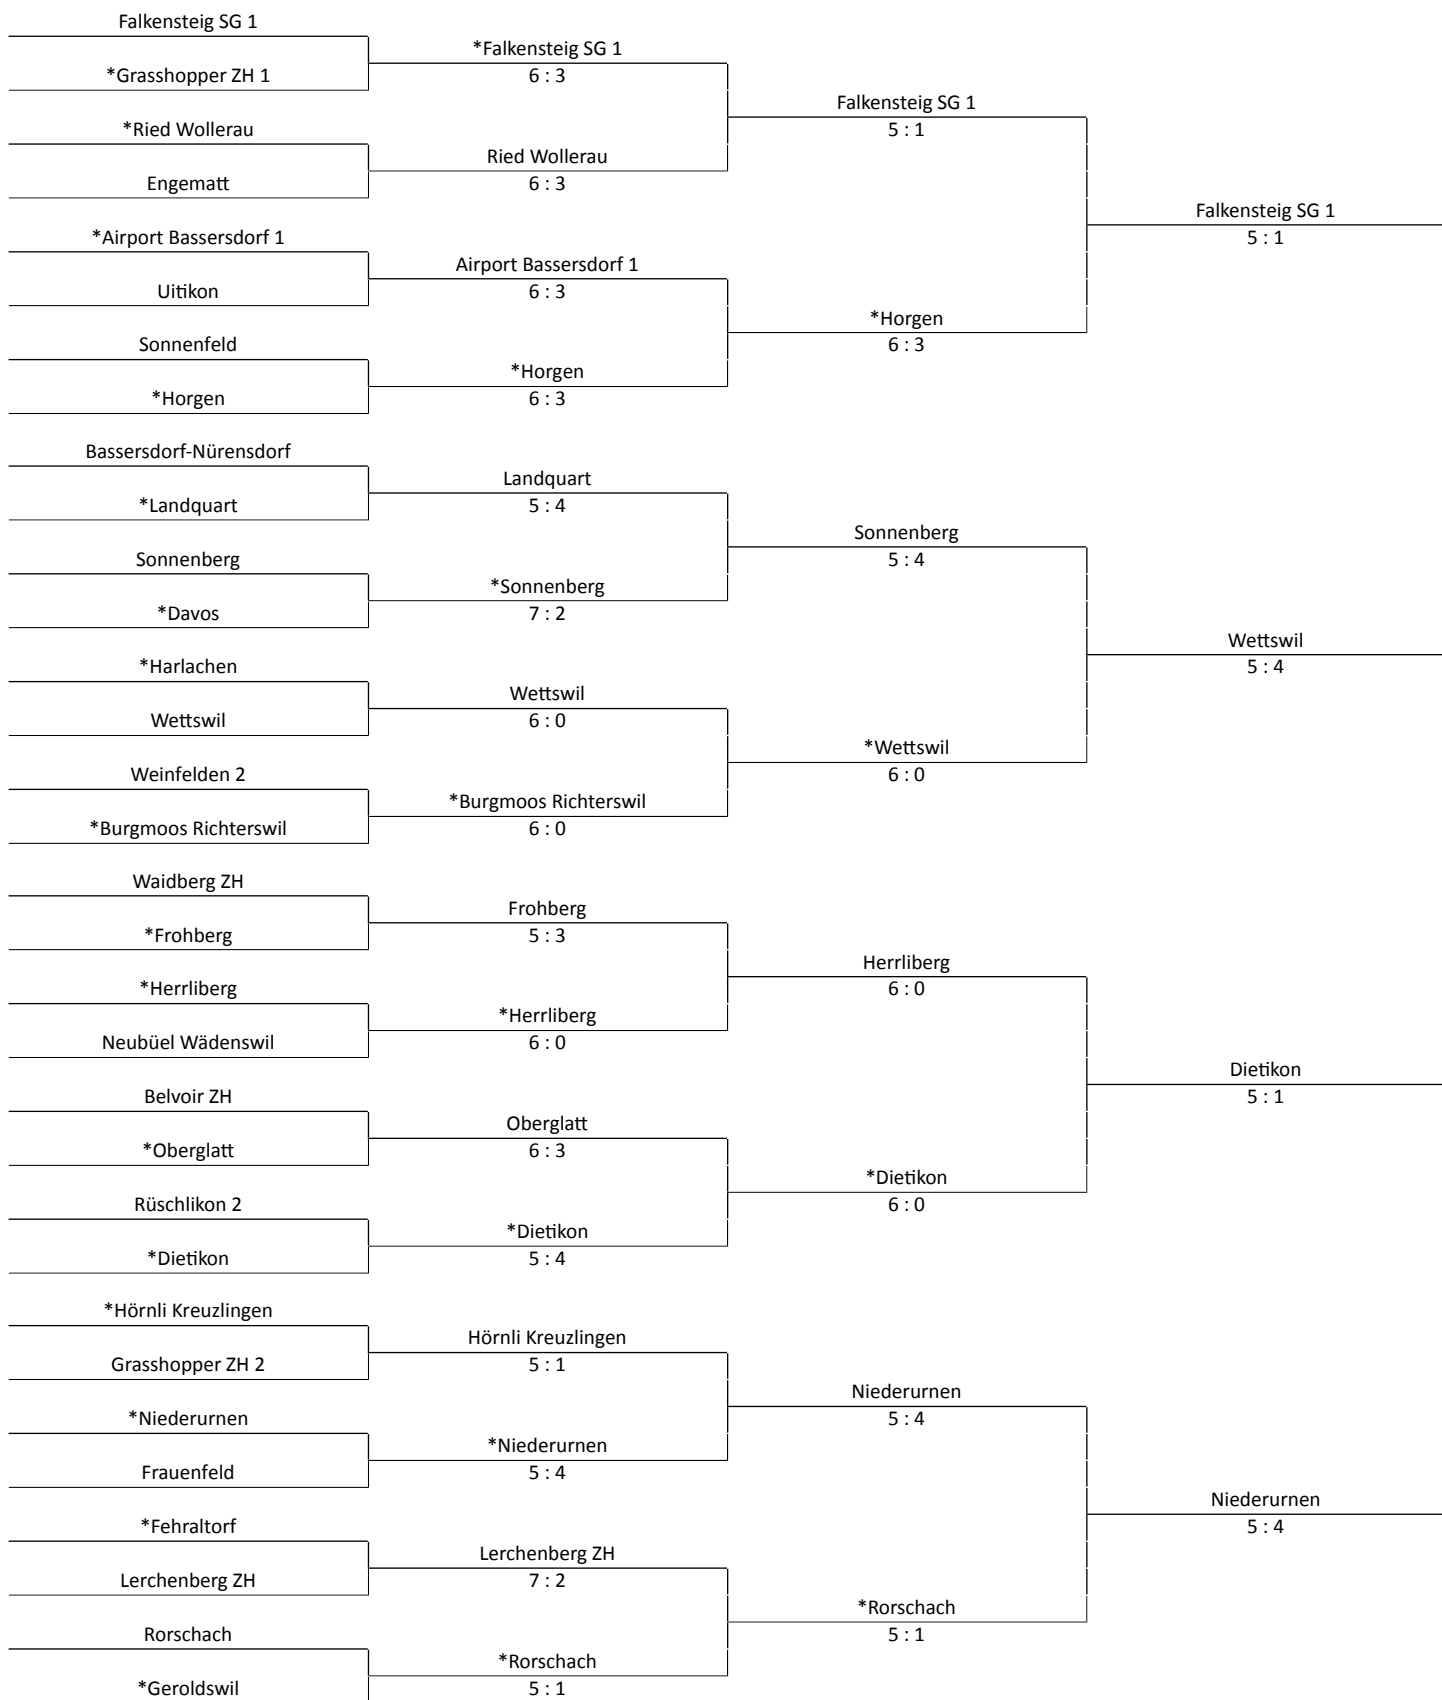 Falkensteig SG 1
*Grasshopper ZH 1
*Ried Wollerau
Engematt
*Airport Bassersdorf 1
Uitikon
Sonnenfeld
*Horgen
Bassersdorf-Nürensdorf
*Landquart
Sonnenberg
*Davos
*Harlachen
Wettswil
Weinfelden 2
*Burgmoos Richterswil
Waidberg ZH
*Frohberg
*Herrliberg
Neubüel Wädenswil
Belvoir ZH
*Oberglatt
Rüschlikon 2
*Dietikon
*Hörnli Kreuzlingen
Grasshopper ZH 2
*Niederurnen
Frauenfeld
*Fehraltorf
Lerchenberg ZH
Rorschach
*Geroldswil
*Falkensteig SG 1
6 : 3
Ried Wollerau
6 : 3
Airport Bassersdorf 1
6 : 3
*Horgen
6 : 3
Landquart
5 : 4
*Sonnenberg
7 : 2
Wettswil
6 : 0
*Burgmoos Richterswil
6 : 0
Frohberg
5 : 3
*Herrliberg
6 : 0
Oberglatt
6 : 3
*Dietikon
5 : 4
Hörnli Kreuzlingen
5 : 1
*Niederurnen
5 : 4
Lerchenberg ZH
7 : 2
*Rorschach
5 : 1
Falkensteig SG 1
5 : 1
*Horgen
6 : 3
Sonnenberg
5 : 4
*Wettswil
6 : 0
Herrliberg
6 : 0
*Dietikon
6 : 0
Niederurnen
5 : 4
*Rorschach
5 : 1
Falkensteig SG 1
5 : 1
Wettswil
5 : 4
Dietikon
5 : 1
Niederurnen
5 : 4